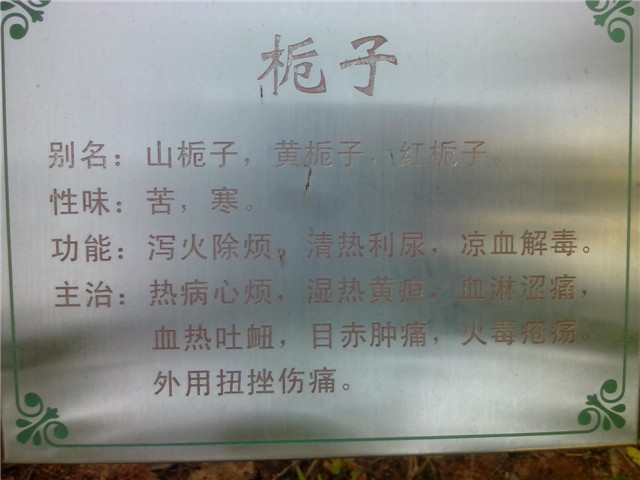 栀子
别名：山栀子，黄栀子，红栀子。
性味：苦，寒。
功能：泻火除烦，清热利尿，凉血解毒。
主治：热病心烦，湿热黄疸，血淋涩痛，
血热吐衄，目赤肿痛，火毒疮疡。
外用扭挫伤痛。